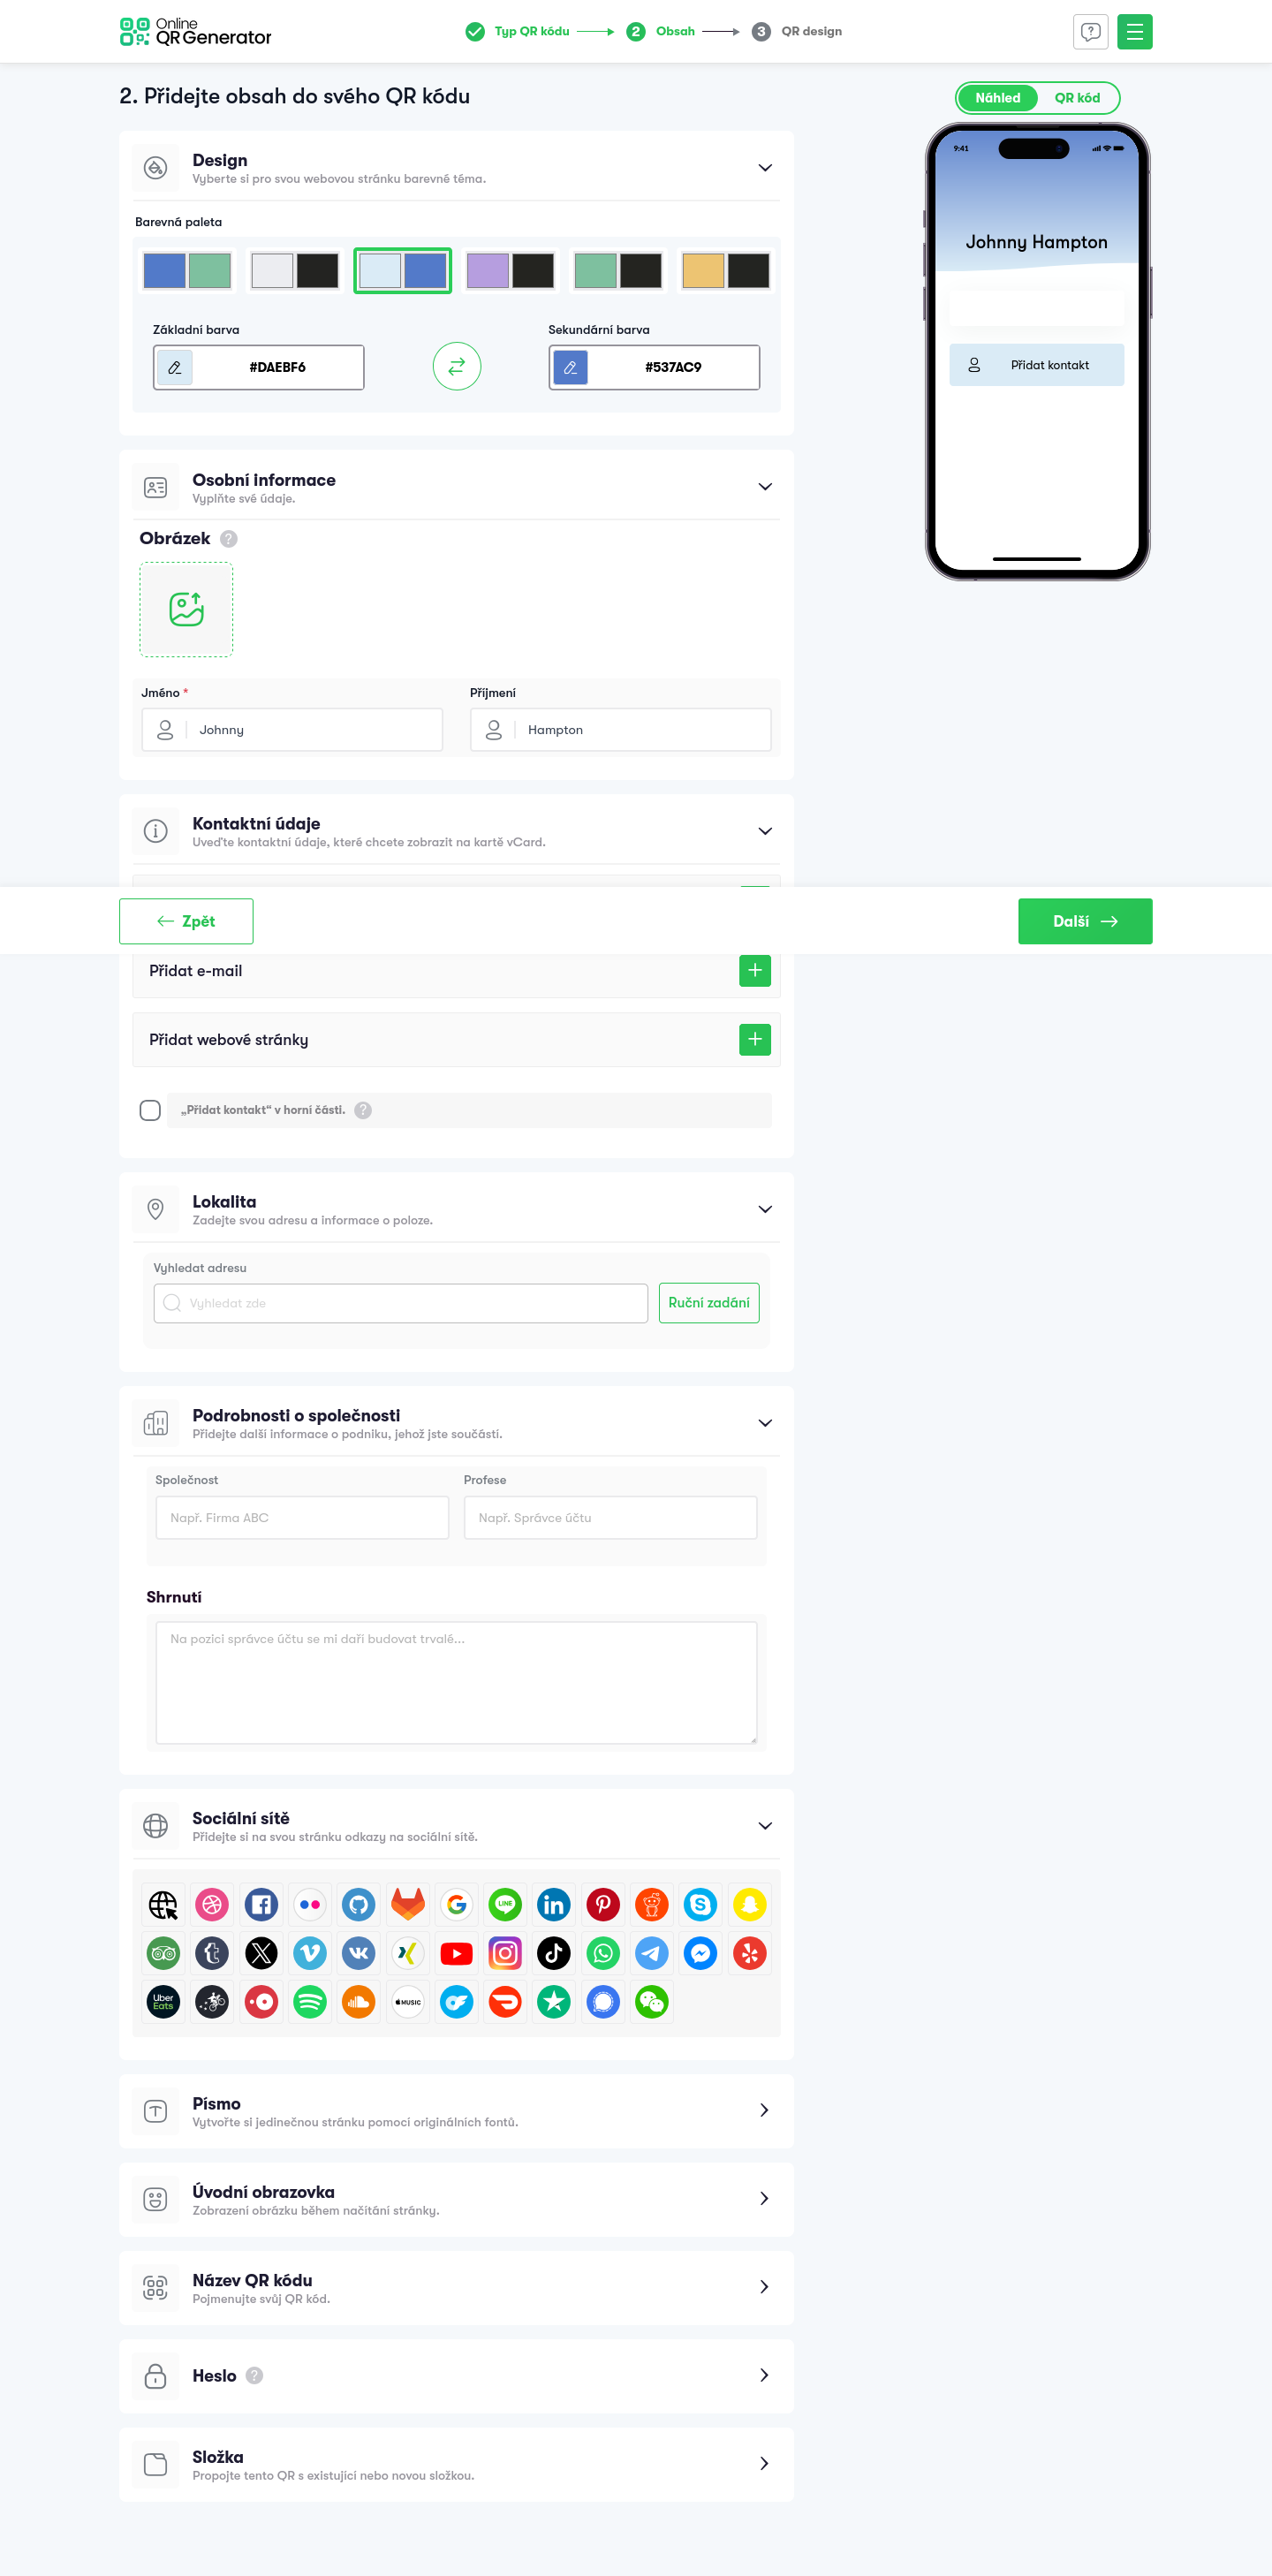 Online
QR Generator
Typ QR kódu
2
Obsah
3
QR design
2. Přidejte obsah do svého QR kódu
Náhled
QR kód
Design
Vyberte si pro svou webovou stránku barevné téma.
Barevná paleta
Základní barva
Sekundární barva
#DAEBF6
#537AC9
9:41
Johnny Hampton
Přidat kontakt
Osobní informace
Vyplňte své údaje.
Obrázek ?
Jméno *
Příjmení
Johnny
Hampton
Kontaktní údaje
Uveďte kontaktní údaje, které chcete zobrazit na kartě vCard.
Zpět
Další
Přidat e-mail
Přidat webové stránky
„Přidat kontakt“ v horní části. ?
Lokalita
Zadejte svou adresu a informace o poloze.
Vyhledat adresu
Vyhledat zde
Ruční zadání
Podrobnosti o společnosti
Přidejte další informace o podniku, jehož jste součástí.
Společnost
Profese
Např. Firma ABC
Např. Správce účtu
Shrnutí
Na pozici správce účtu se mi daří budovat trvalé...
Sociální sítě
Přidejte si na svou stránku odkazy na sociální sítě.
LINE
Uber
Eats
MUSIC
Písmo
Vytvořte si jedinečnou stránku pomocí originálních fontů.
Úvodní obrazovka
Zobrazení obrázku během načítání stránky.
Název QR kódu
Pojmenujte svůj QR kód.
Heslo ?
Složka
Propojte tento QR s existující nebo novou složkou.